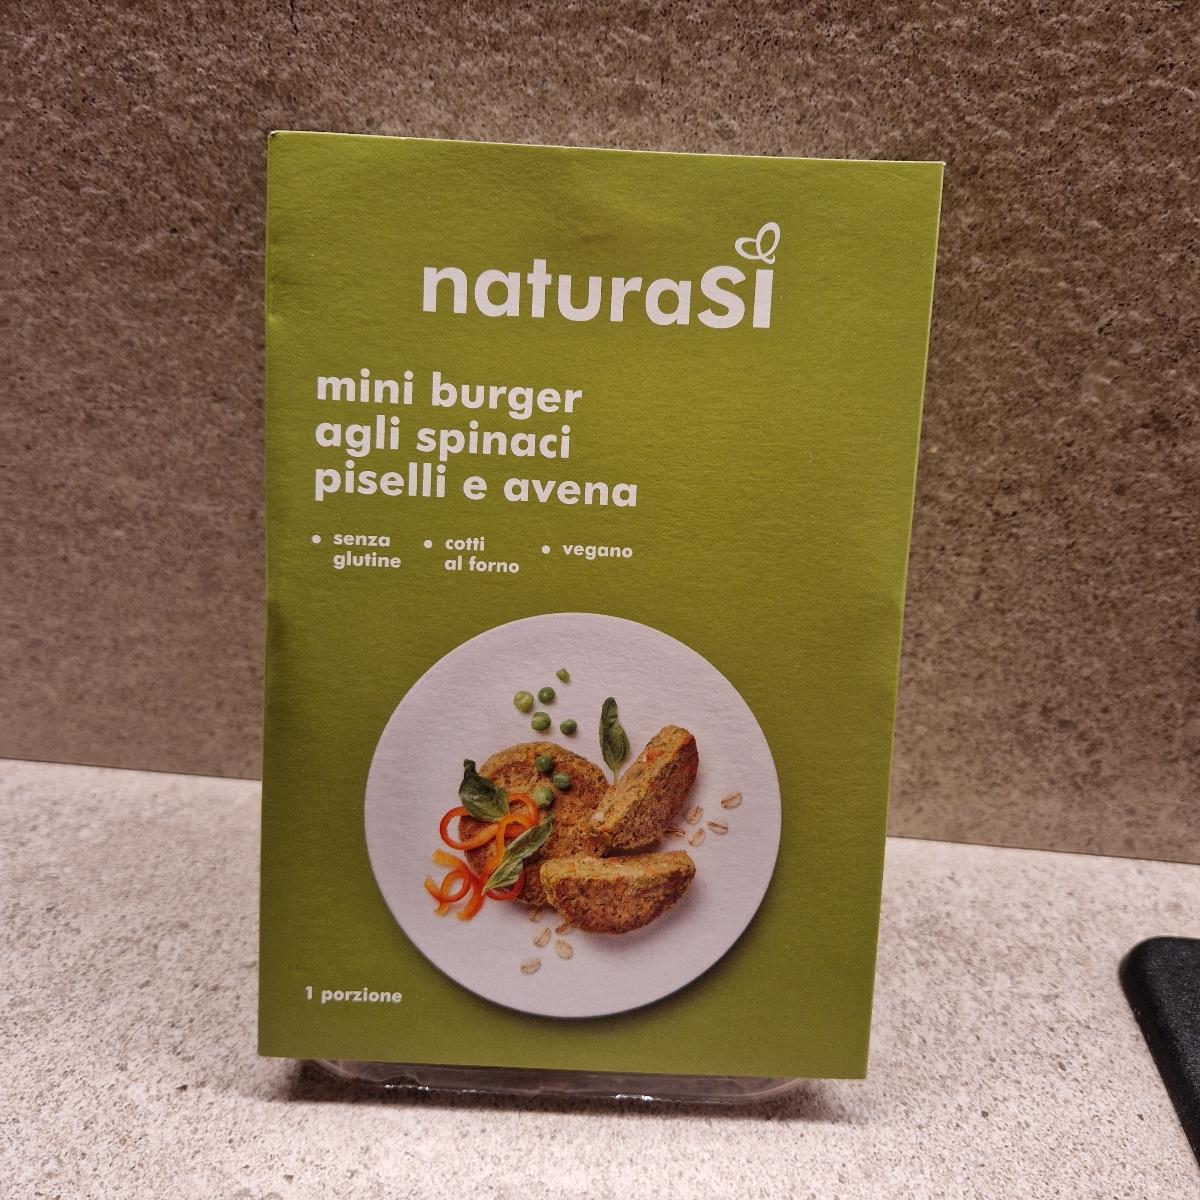 naturaSì
mini burger
agli spinaci
piselli e avena
• senza glutine • cotti al forno • vegano
1 porzione